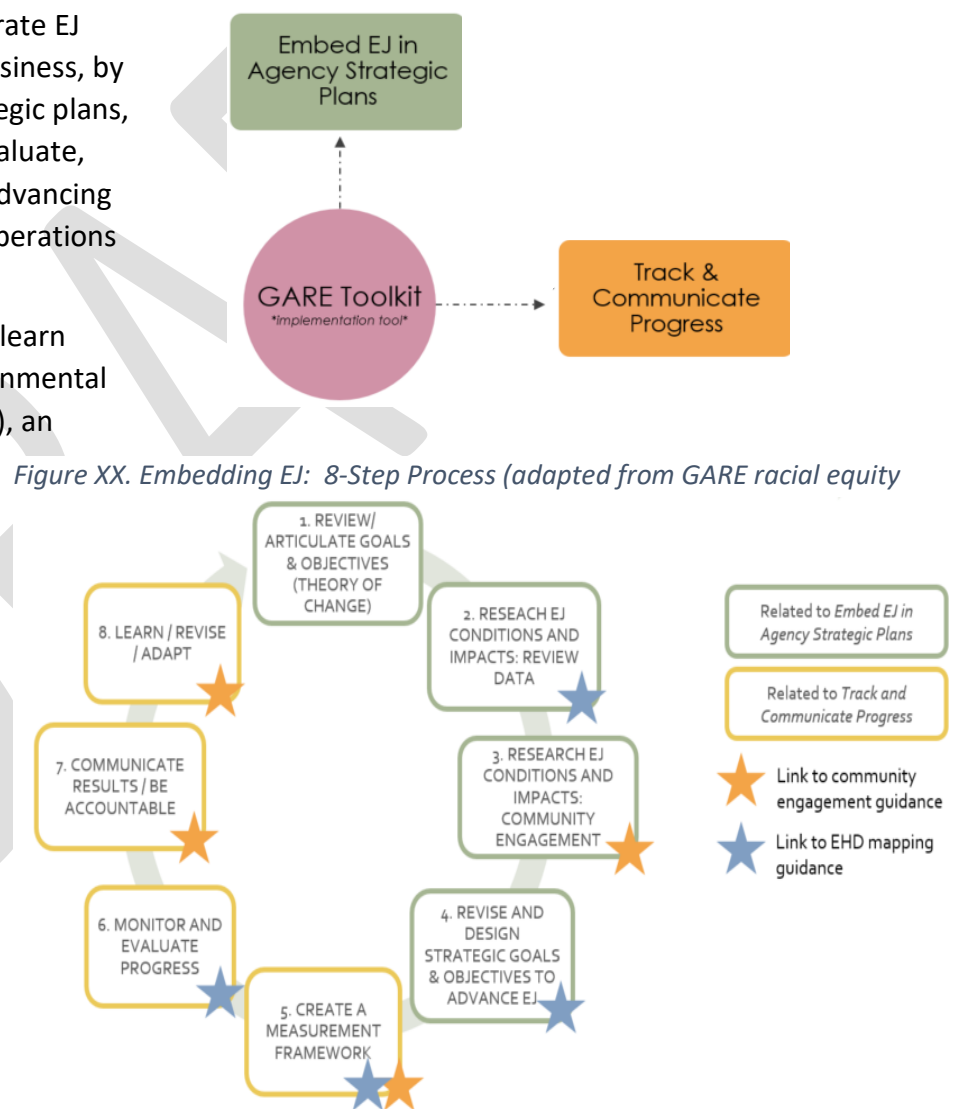 rate EJ
siness, by
egic plans,
aluate,
dvancing
perations
learn
nmental
), an
Embed EJ in
Agency Strategic
Plans
GARE Toolkit
*implementation tool*
Track &
Communicate
Progress
Figure XX. Embedding EJ: 8-Step Process (adapted from GARE racial equity
1. REVIEW/
ARTICULATE GOALS
& OBJECTIVES
(THEORY OF
CHANGE)
2. RESEACH EJ
CONDITIONS AND
IMPACTS: REVIEW
DATA
3. RESEARCH EJ
CONDITIONS AND
IMPACTS:
COMMUNITY
ENGAGEMENT
4. REVISE AND
DESIGN
STRATEGIC GOALS
& OBJECTIVES TO
ADVANCE EJ
5. CREATE A
MEASUREMENT
FRAMEWORK
6. MONITOR AND
EVALUATE
PROGRESS
7. COMMUNICATE
RESULTS / BE
ACCOUNTABLE
8. LEARN / REVISE
/ ADAPT
Related to Embed EJ in
Agency Strategic Plans
Related to Track and
Communicate Progress
Link to community
engagement guidance
Link to EHD mapping
guidance